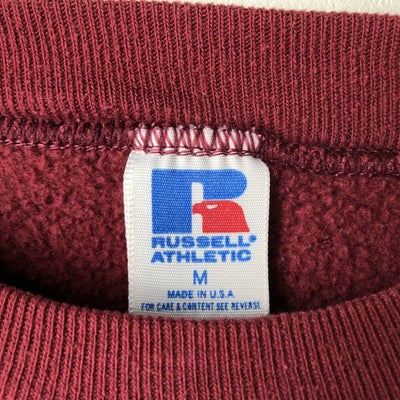 R
RUSSELL®
ATHLETIC
M
MADE IN U.S.A.
FOR CARE & CONTENT SEE REVERSE